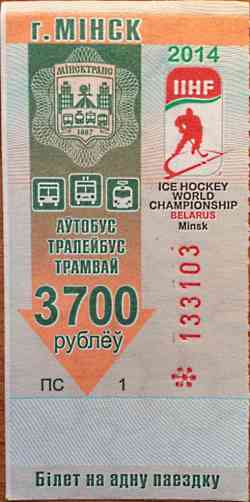 г.МІНСК
МІНСКТРАНС
1067
2014
IIHF
ICE HOCKEY
WORLD
CHAMPIONSHIP
BELARUS
Minsk
АЎТОБУС
ТРАЛЕЙБУС
ТРАМВАЙ
3700
рублёў
133103
ПС 1
Білет на адну паездку